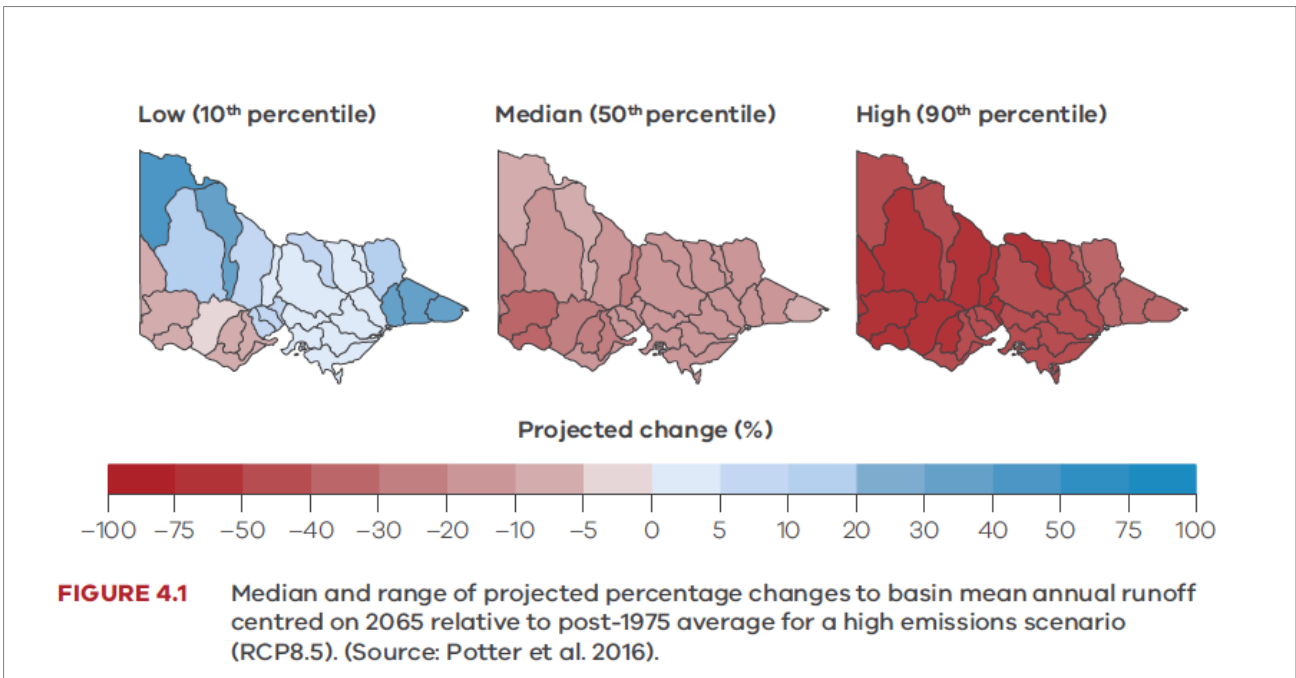 Low (10th percentile)
Median (50th percentile)
High (90th percentile)
Projected change (%)
−100 −75 −50 −40 −30 −20 −10 −5 0 5 10 20 30 40 50 75 100
FIGURE 4.1 Median and range of projected percentage changes to basin mean annual runoff
centred on 2065 relative to post-1975 average for a high emissions scenario
(RCP8.5). (Source: Potter et al. 2016).